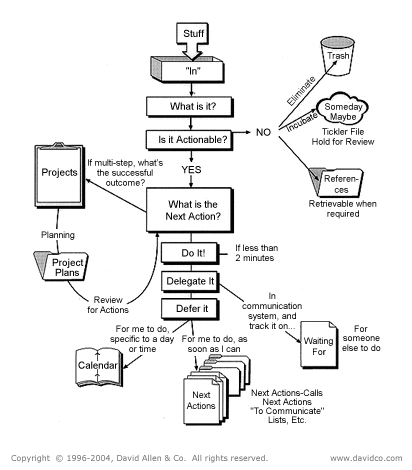 Stuff
"In"
What is it?
Is it Actionable?
NO
Eliminate
Trash
Incubate
Someday
Maybe
Tickler File
Hold for Review
Referen-
ces
Retrievable when
required
YES
If multi-step, what's
the successful
outcome?
Projects
Planning
Project
Plans
Review
for Actions
What is the
Next Action?
Do It!
If less than
2 minutes
Delegate It
In
communication
system, and
track it on...
Waiting
For
For
someone
else to do
Defer it
For me to do,
specific to a day
or time
Calendar
For me to do, as
soon as I can
Next
Actions
Next Actions-Calls
Next Actions
"To Communicate"
Lists, Etc.
Copyright © 1996-2004, David Allen & Co. All rights reserved.
www.davidco.com